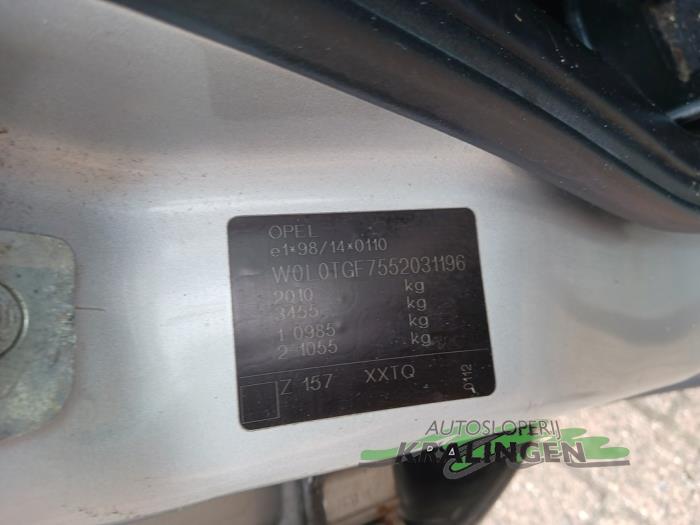 OPEL
e1*98/14*0110
W0L0TGF7552031196
2010 kg
3455 kg
1 0985 kg
2 1055 kg
Z 157 XXTQ 0112
AUTOSLOPERIJ
KRALINGEN